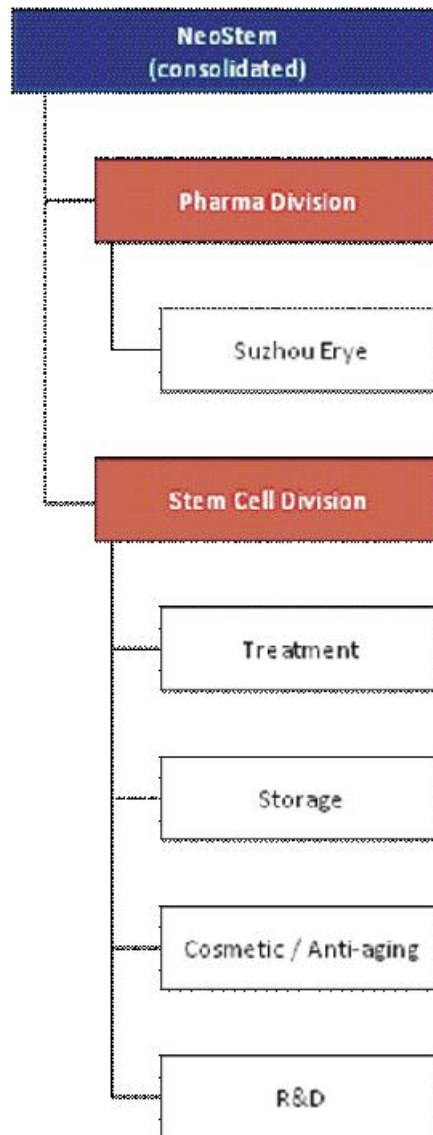 NeoStem
(consolidated)
Pharma Division
Suzhou Erye
Stem Cell Division
Treatment
Storage
Cosmetic / Anti-aging
R&D